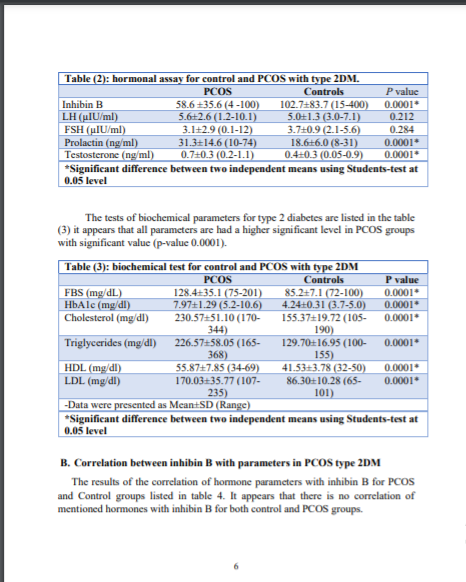 Table (2): hormonal assay for control and PCOS with type 2DM.
PCOS Controls P value
Inhibin B 58.6 ±35.6 (4 -100) 102.7±83.7 (15-400) 0.0001*
LH (µIU/ml) 5.6±2.6 (1.2-10.1) 5.0±1.3 (3.0-7.1) 0.212
FSH (µIU/ml) 3.1±2.9 (0.1-12) 3.7±0.9 (2.1-5.6) 0.284
Prolactin (ng/ml) 31.3±14.6 (10-74) 18.6±6.0 (8-31) 0.0001*
Testosterone (ng/ml) 0.7±0.3 (0.2-1.1) 0.4±0.3 (0.05-0.9) 0.0001*
*Significant difference between two independent means using Students-test at
0.05 level
The tests of biochemical parameters for type 2 diabetes are listed in the table
(3) it appears that all parameters are had a higher significant level in PCOS groups
with significant value (p-value 0.0001).
Table (3): biochemical test for control and PCOS with type 2DM
PCOS Controls P value
FBS (mg/dL) 128.4±35.1 (75-201) 85.2±7.1 (72-100) 0.0001*
HbA1c (mg/dl) 7.97±1.29 (5.2-10.6) 4.24±0.31 (3.7-5.0) 0.0001*
Cholesterol (mg/dl) 230.57±51.10 (170- 155.37±19.72 (105- 0.0001*
344) 190)
Triglycerides (mg/dl) 226.57±58.05 (165- 129.70±16.95 (100- 0.0001*
368) 155)
HDL (mg/dl) 55.87±7.85 (34-69) 41.53±3.78 (32-50) 0.0001*
LDL (mg/dl) 170.03±35.77 (107- 86.30±10.28 (65- 0.0001*
235) 101)
-Data were presented as Mean±SD (Range)
*Significant difference between two independent means using Students-test at
0.05 level
B. Correlation between inhibin B with parameters in PCOS type 2DM
The results of the correlation of hormone parameters with inhibin B for PCOS
and Control groups listed in table 4. It appears that there is no correlation of
mentioned hormones with inhibin B for both control and PCOS groups.
6